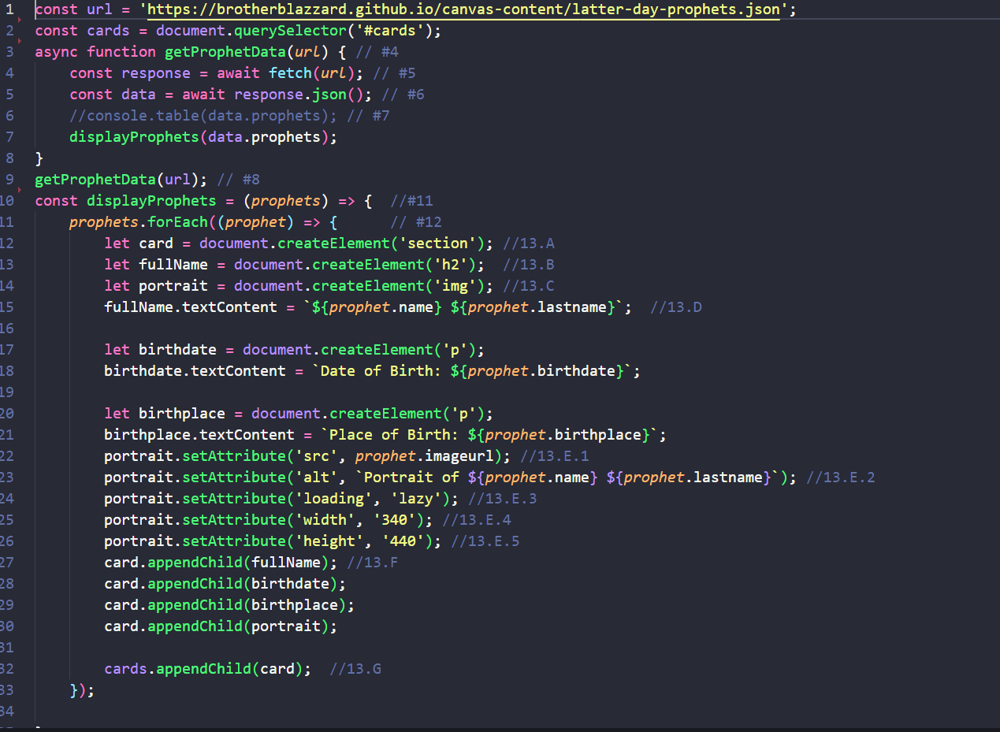 1 const url = 'https://brotherblazzard.github.io/canvas-content/latter-day-prophets.json';
2 const cards = document.querySelector('#cards');
3 async function getProphetData(url) { // #4
4     const response = await fetch(url); // #5
5     const data = await response.json(); // #6
6     //console.table(data.prophets); // #7
7     displayProphets(data.prophets);
8 }
9 getProphetData(url); // #8
10 const displayProphets = (prophets) => {  //#11
11     prophets.forEach((prophet) => {      // #12
12         let card = document.createElement('section'); //13.A
13         let fullName = document.createElement('h2');  //13.B
14         let portrait = document.createElement('img'); //13.C
15         fullName.textContent = `${prophet.name} ${prophet.lastname}`;  //13.D
16
17         let birthdate = document.createElement('p');
18         birthdate.textContent = `Date of Birth: ${prophet.birthdate}`;
19
20         let birthplace = document.createElement('p');
21         birthplace.textContent = `Place of Birth: ${prophet.birthplace}`;
22         portrait.setAttribute('src', prophet.imageurl); //13.E.1
23         portrait.setAttribute('alt', `Portrait of ${prophet.name} ${prophet.lastname}`); //13.E.2
24         portrait.setAttribute('loading', 'lazy'); //13.E.3
25         portrait.setAttribute('width', '340'); //13.E.4
26         portrait.setAttribute('height', '440'); //13.E.5
27         card.appendChild(fullName); //13.F
28         card.appendChild(birthdate);
29         card.appendChild(birthplace);
30         card.appendChild(portrait);
31
32         cards.appendChild(card);  //13.G
33     });
34